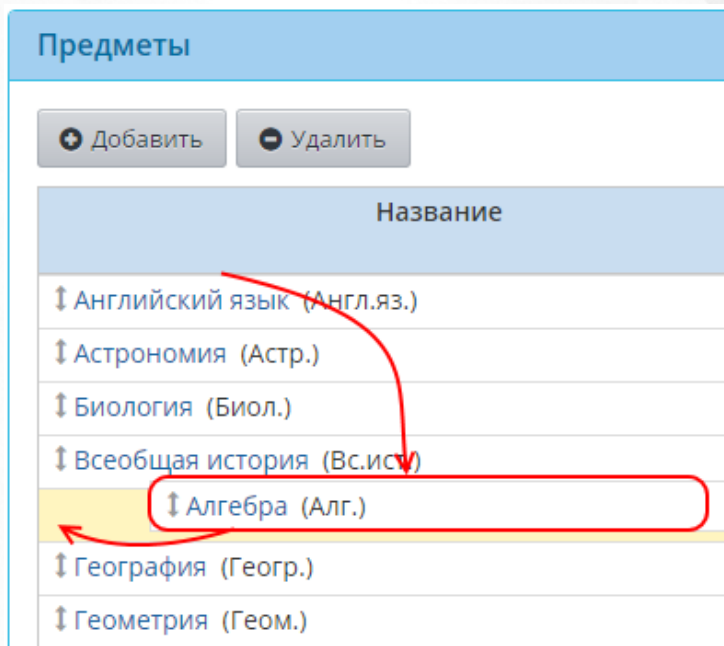 Предметы
Добавить Удалить
Название
Английский язык (Англ.яз.)
Астрономия (Астр.)
Биология (Биол.)
Всеобщая история (Вс.ист.)
Алгебра (Алг.)
География (Геогр.)
Геометрия (Геом.)